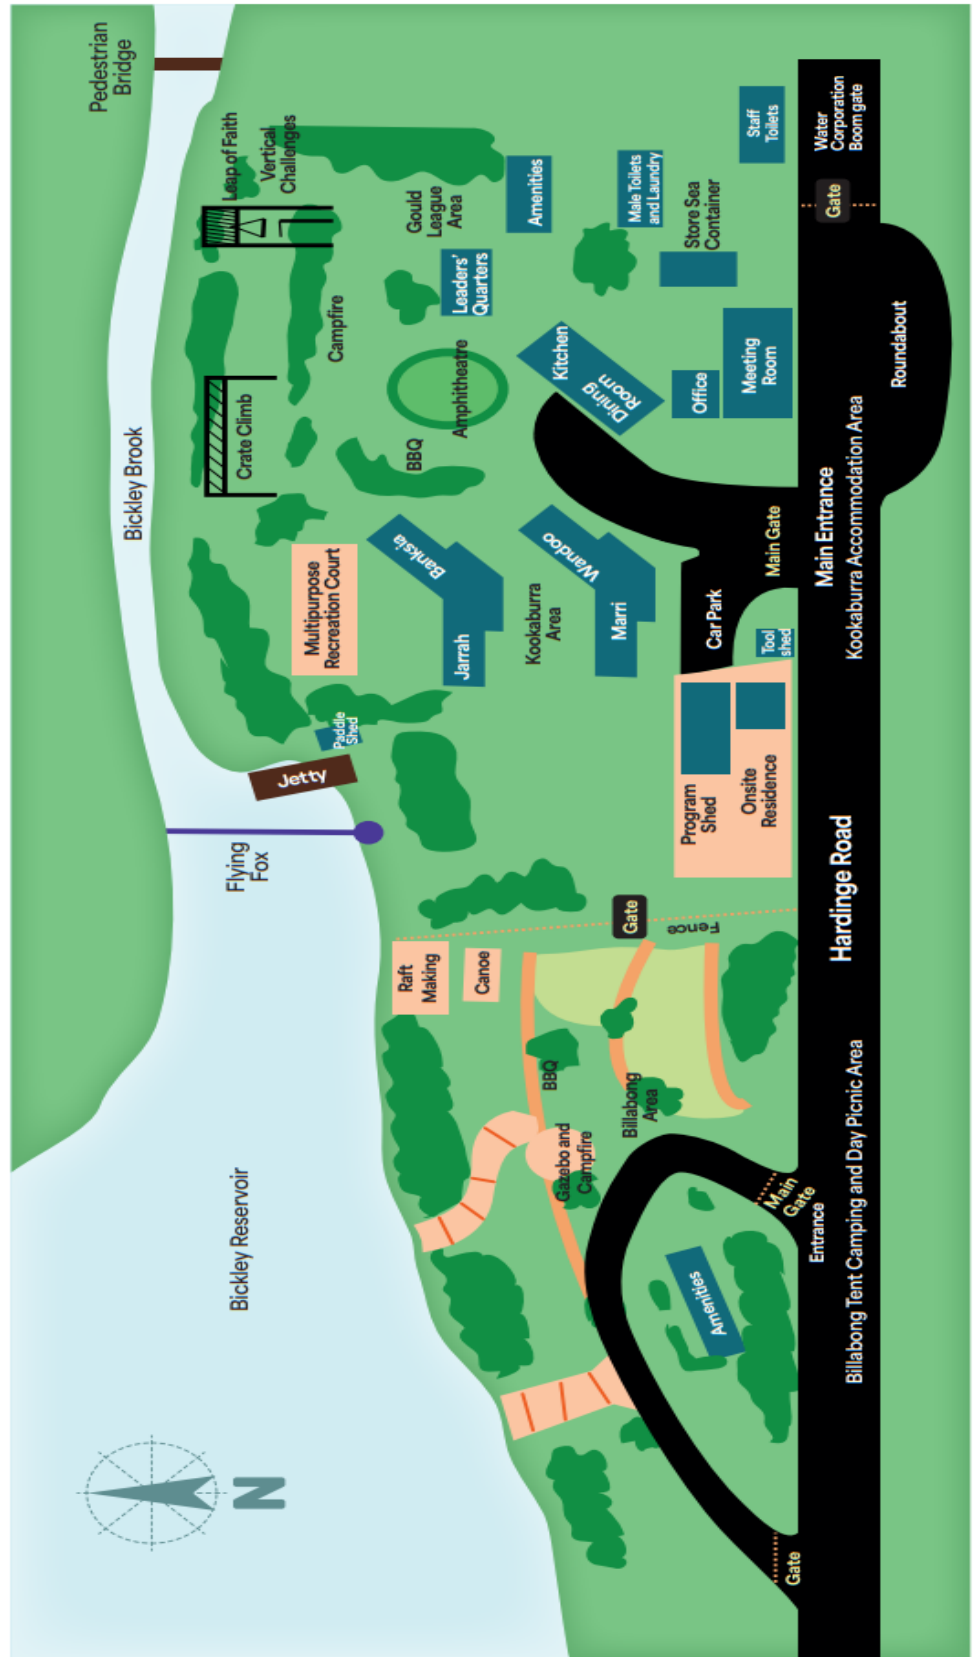 Pedestrian
Bridge
Leap of Faith
Vertical
Challenges
Gould
League
Area
Amenities
Male Toilets
and Laundry
Staff
Toilets
Water
Corporation
Boom gate
Gate
Store Sea
Container
Leaders'
Quarters
Campfire
Amphitheatre
Kitchen
Dining
Room
Office
Meeting
Room
Roundabout
Bickley Brook
Crate Climb
BBQ
Multipurpose
Recreation Court
Banksia
Jarrah
Kookaburra
Area
Wandoo
Marri
Car Park
Main Gate
Main Entrance
Kookaburra Accommodation Area
Tool
shed
Paddle
Shed
Jetty
Flying
Fox
Program
Shed
Onsite
Residence
Hardinge Road
Gate
Fence
Raft
Making
Canoe
BBQ
Billabong
Area
Gazebo and
Campfire
Main
Gate
Entrance
Billabong Tent Camping and Day Picnic Area
Amenities
Bickley Reservoir
N
Gate